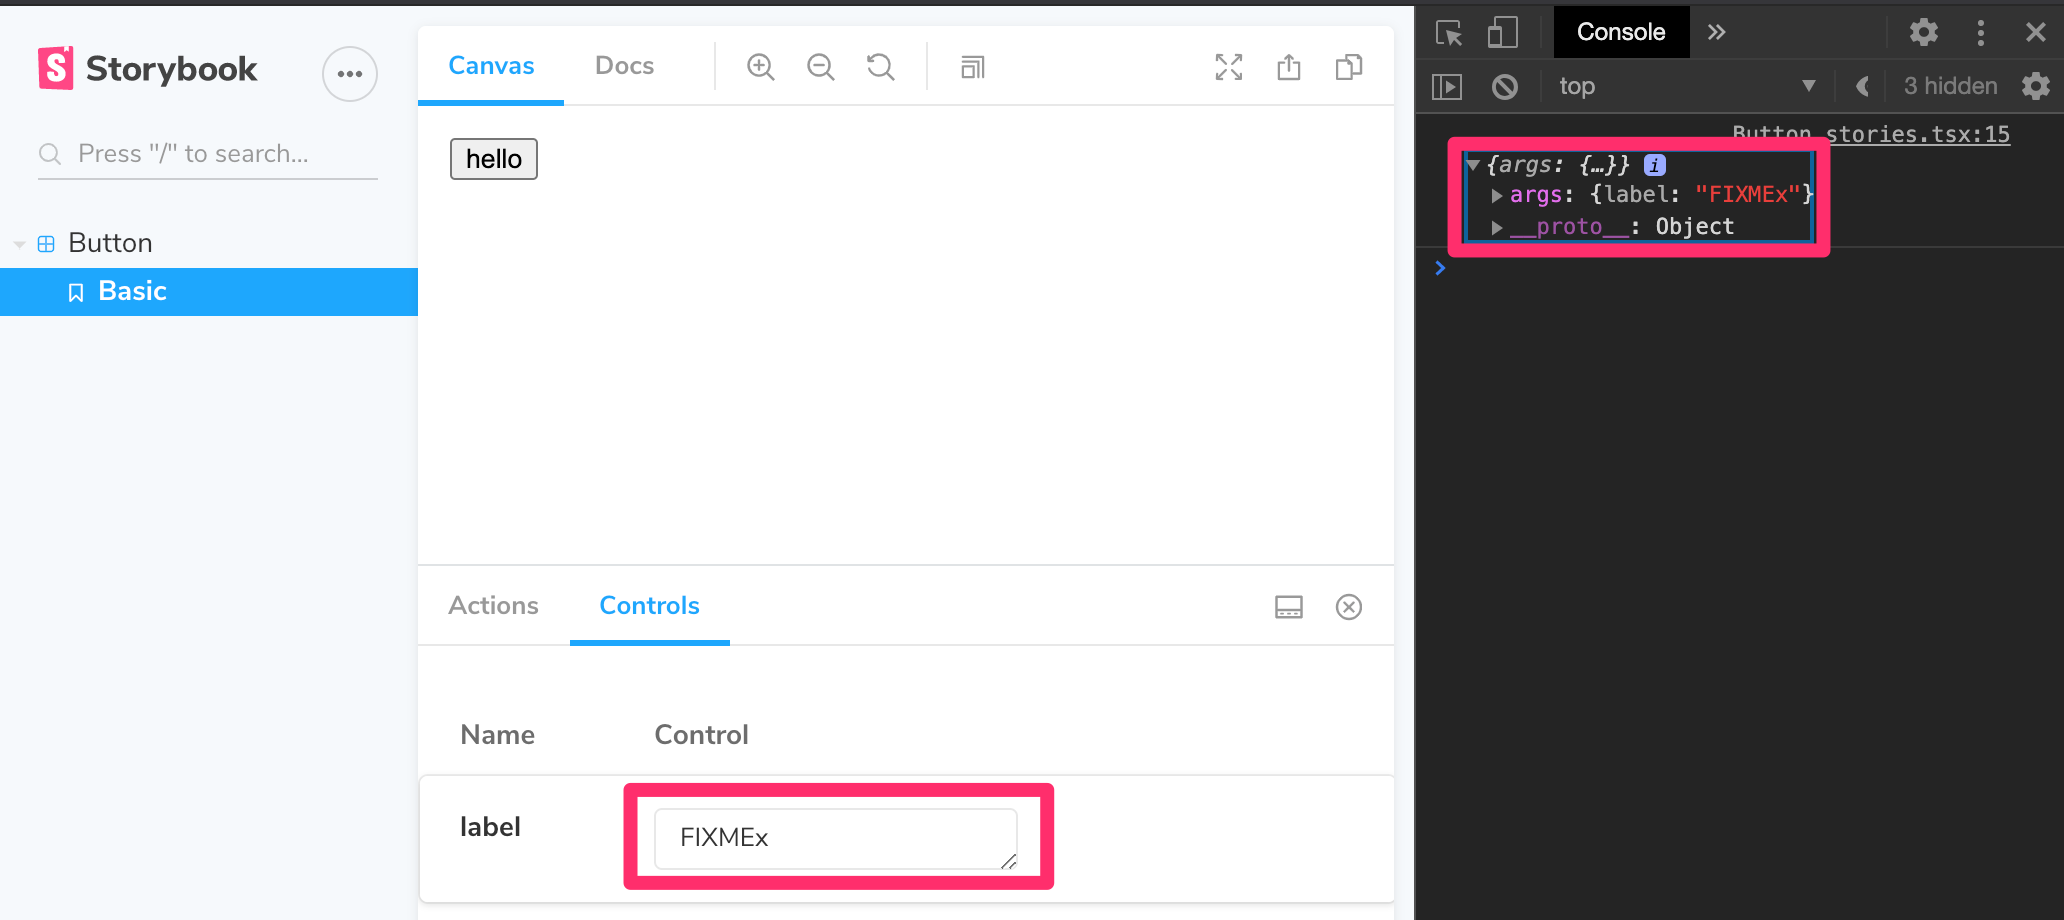 Storybook
Press "/" to search...
Button
Basic
Canvas
Docs
hello
Actions
Controls
Name
Control
label
FIXMEx
Console
top
3 hidden
Button.stories.tsx:15
{args: {…}} i
args: {label: "FIXMEx"}
__proto__: Object